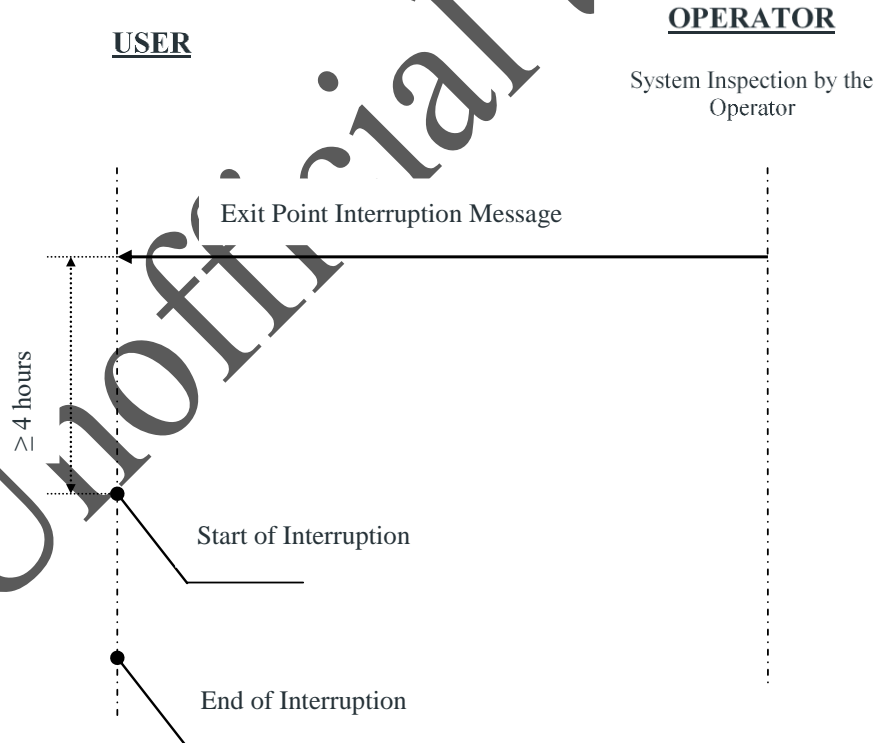 USER
OPERATOR
System Inspection by the
Operator
Exit Point Interruption Message
≥ 4 hours
Start of Interruption
End of Interruption
Unofficial